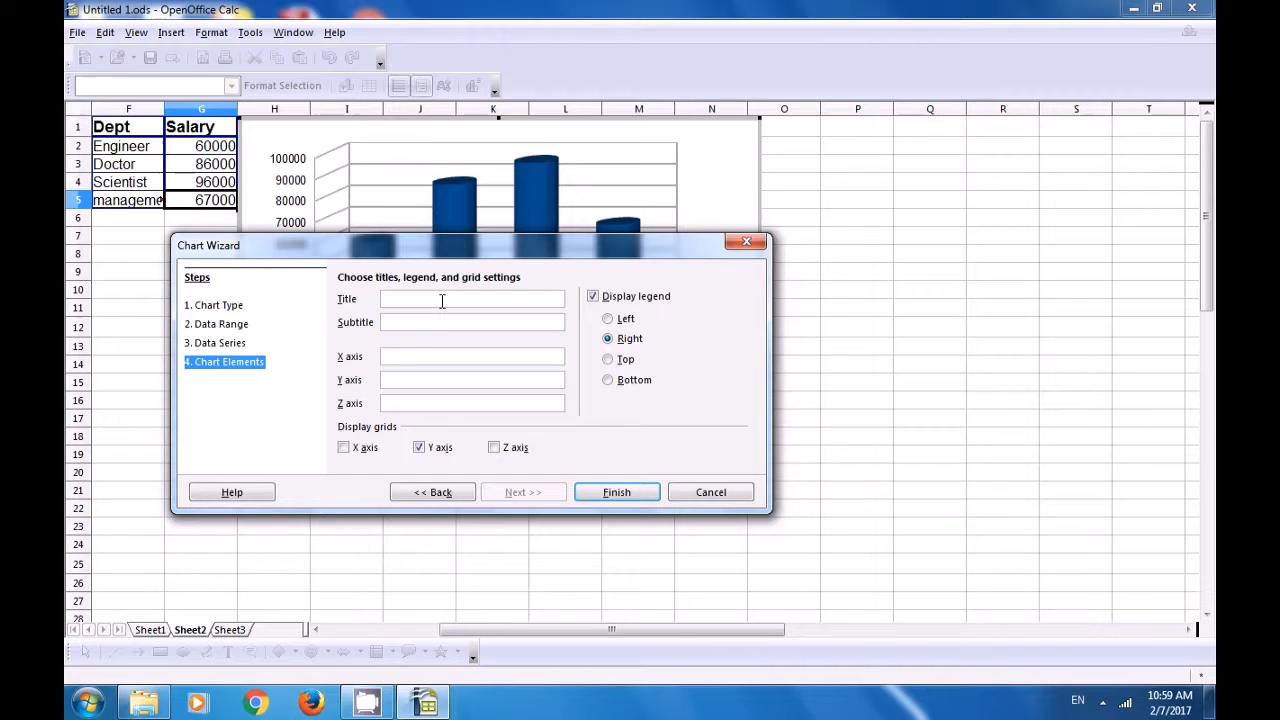 Untitled 1.ods - OpenOffice Calc
File Edit View Insert Format Tools Window Help
Format Selection
F G H I J K L M N O P Q R S T
1 Dept Salary
2 Engineer 60000
3 Doctor 86000
4 Scientist 96000
5 manageme 67000
6
7
8
9
10
11
12
13
14
15
16
17
18
19
20
21
22
23
24
25
26
27
28
100000
90000
80000
70000
Chart Wizard
Steps
1. Chart Type
2. Data Range
3. Data Series
4. Chart Elements
Choose titles, legend, and grid settings
Title
Subtitle
X axis
Y axis
Z axis
Display legend
Left
Right
Top
Bottom
Display grids
X axis Y axis Z axis
Help << Back Next >> Finish Cancel
Sheet1 Sheet2 Sheet3
EN
10:59 AM
2/7/2017